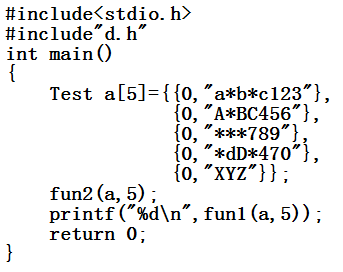 #include<stdio.h>
#include"d.h"
int main()
{
    Test a[5]={{0,"a*b*c123"},
               {0,"A*BC456"},
               {0,"***789"},
               {0,"*dD*470"},
               {0,"XYZ"}};
    fun2(a,5);
    printf("%d\n",fun1(a,5));
    return 0;
}